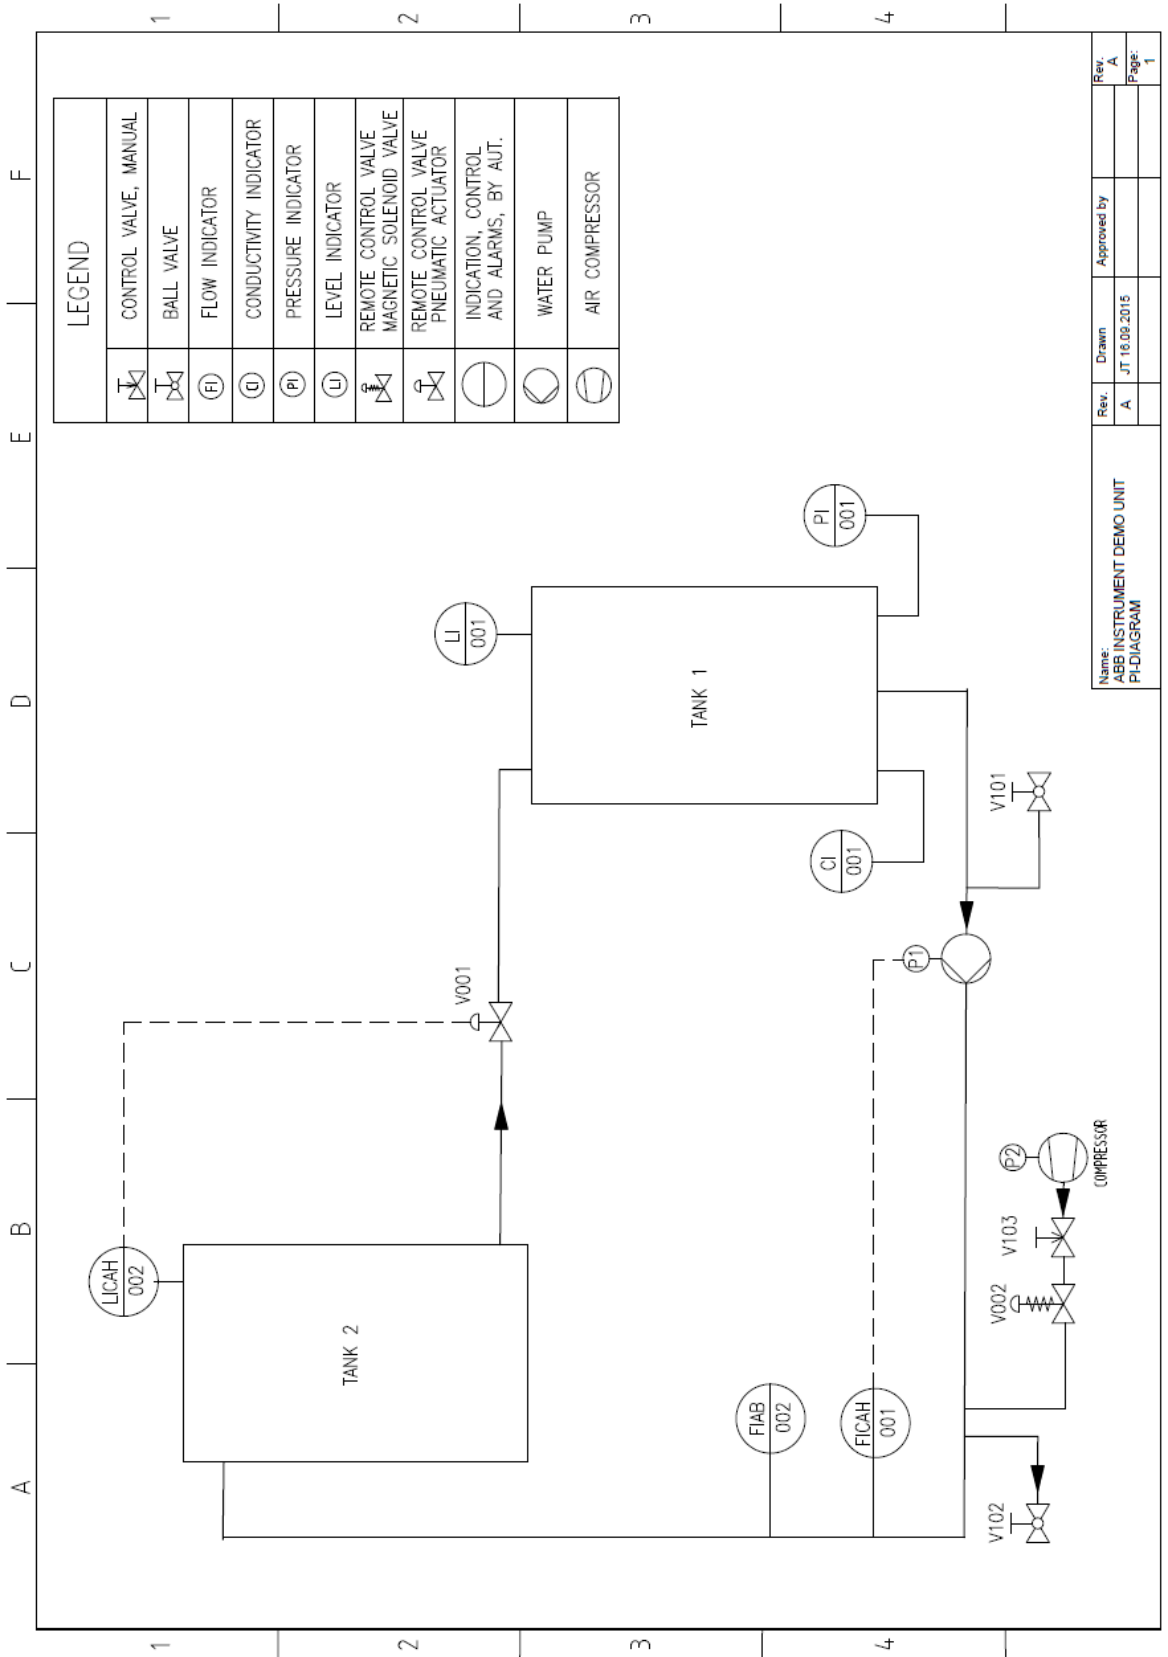 1
2
3
4
A
B
C
D
E
F
LEGEND
CONTROL VALVE, MANUAL
BALL VALVE
FI
FLOW INDICATOR
CI
CONDUCTIVITY INDICATOR
PI
PRESSURE INDICATOR
LI
LEVEL INDICATOR
REMOTE CONTROL VALVE
MAGNETIC SOLENOID VALVE
REMOTE CONTROL VALVE
PNEUMATIC ACTUATOR
INDICATION, CONTROL
AND ALARMS, BY AUT.
WATER PUMP
AIR COMPRESSOR
LICAH
002
TANK 2
V001
LI
001
TANK 1
PI
001
CI
001
FIAB
002
FICAH
001
P1
V101
V102
V002
V103
P2
COMPRESSOR
Name:
ABB INSTRUMENT DEMO UNIT
PI-DIAGRAM
Rev.
A
Drawn
JT 16.09.2015
Approved by
Rev.
A
Page:
1
1
2
3
4